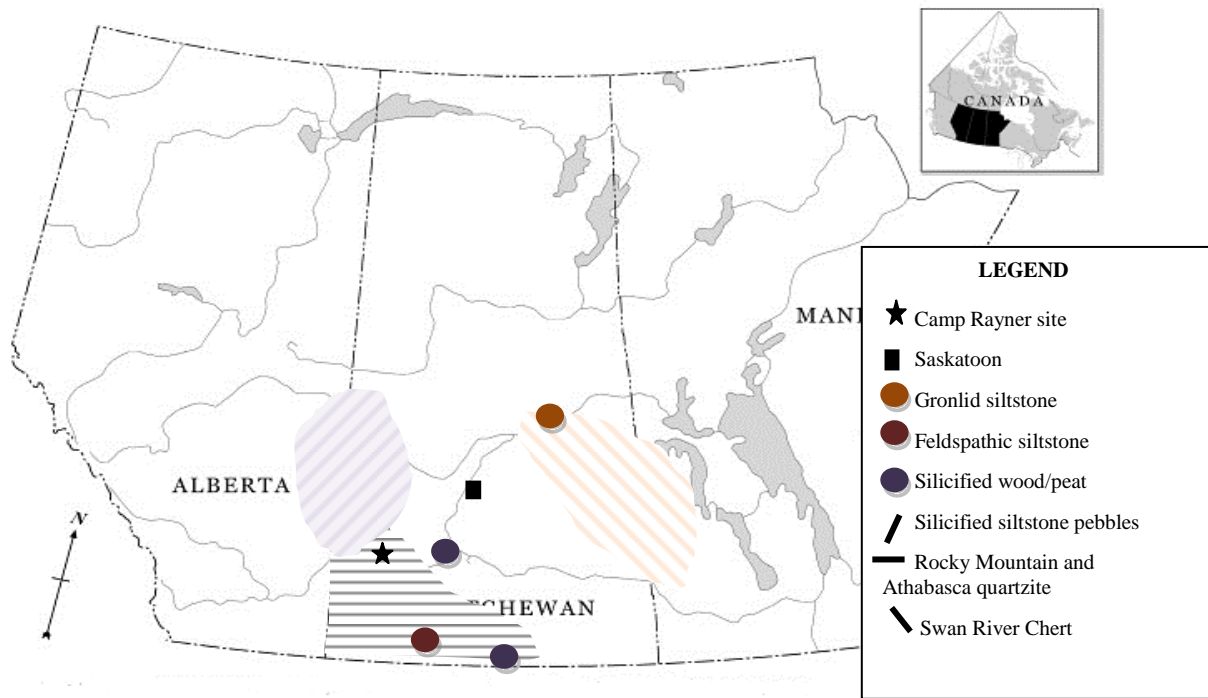 CANADA
MANI
ALBERTA
N
CHEWAN
LEGEND
Camp Rayner site
Saskatoon
Gronlid siltstone
Feldspathic siltstone
Silicified wood/peat
Silicified siltstone pebbles
Rocky Mountain and
Athabasca quartzite
Swan River Chert